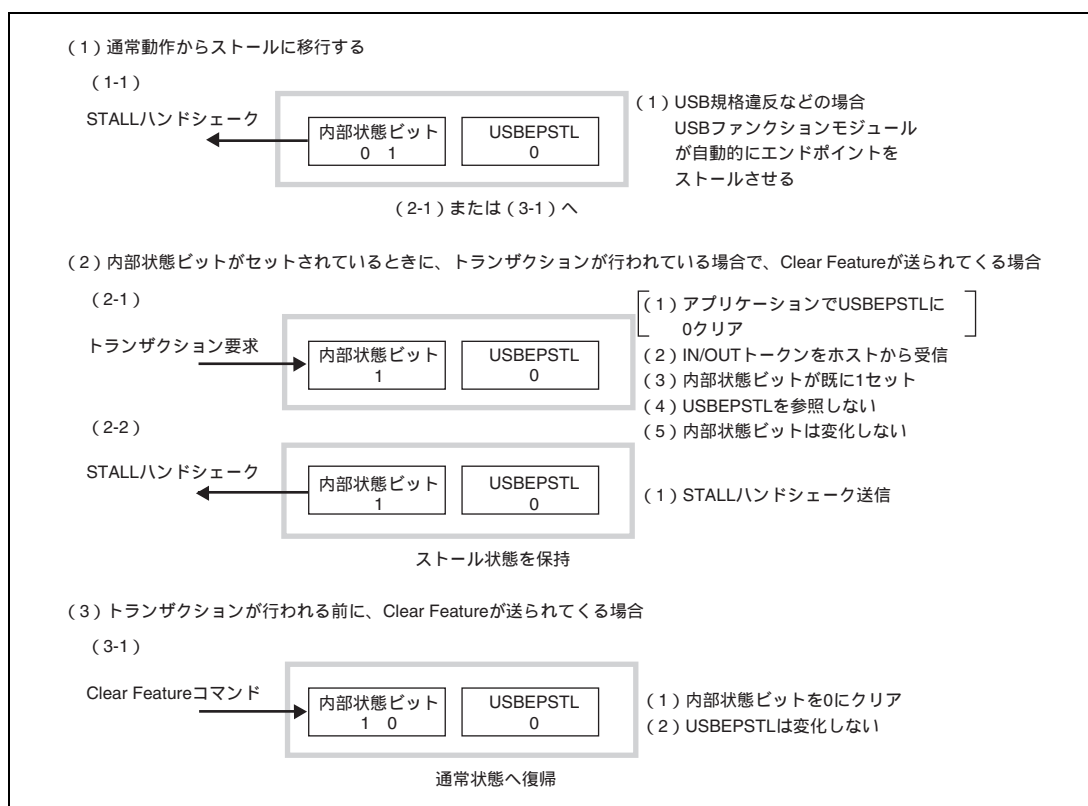 （1）通常動作からストールに移行する
（1-1）
STALLハンドシェーク
内部状態ビット
0 1
USBEPSTL
0
（1）USB規格違反などの場合
USBファンクションモジュール
が自動的にエンドポイントを
ストールさせる
（2-1）または（3-1）へ
（2）内部状態ビットがセットされているときに、トランザクションが行われている場合で、Clear Featureが送られてくる場合
（2-1）
トランザクション要求
内部状態ビット
1
USBEPSTL
0
（1）アプリケーションでUSBEPSTLに
0クリア
（2）IN/OUTトークンをホストから受信
（3）内部状態ビットが既に1セット
（4）USBEPSTLを参照しない
（5）内部状態ビットは変化しない
（2-2）
STALLハンドシェーク
内部状態ビット
1
USBEPSTL
0
（1）STALLハンドシェーク送信
ストール状態を保持
（3）トランザクションが行われる前に、Clear Featureが送られてくる場合
（3-1）
Clear Featureコマンド
内部状態ビット
1 0
USBEPSTL
0
（1）内部状態ビットを0にクリア
（2）USBEPSTLは変化しない
通常状態へ復帰